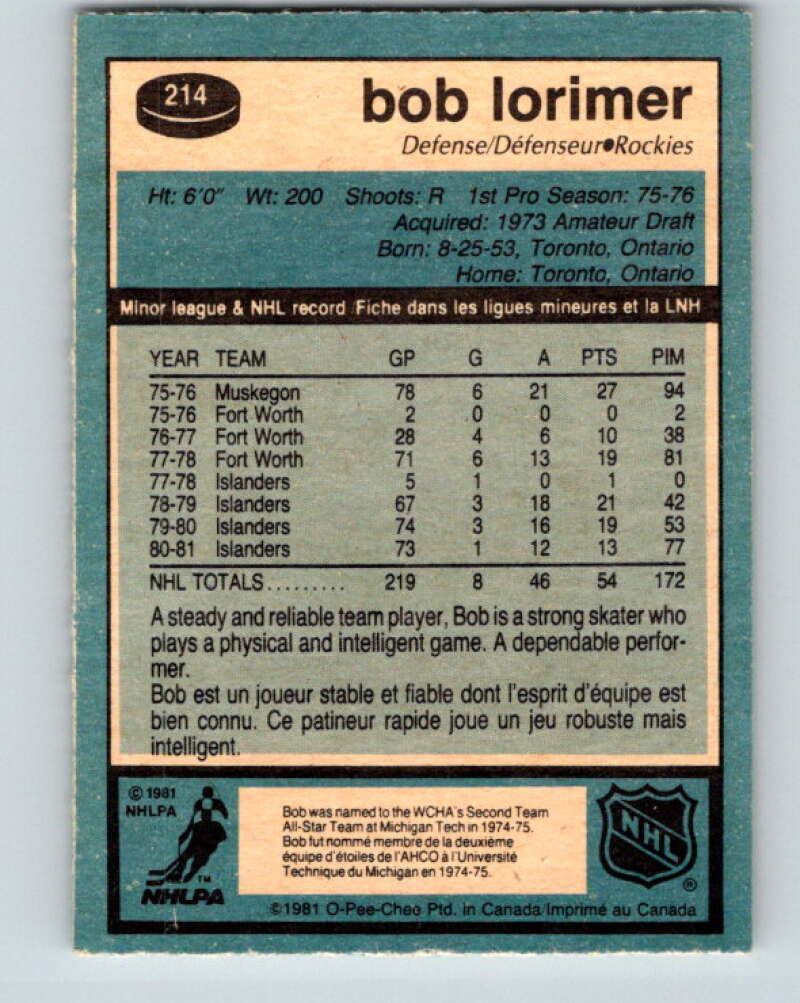 214
bob lorimer
Defense/Défenseur•Rockies
Ht: 6'0" Wt: 200 Shoots: R 1st Pro Season: 75-76
Acquired: 1973 Amateur Draft
Born: 8-25-53, Toronto, Ontario
Home: Toronto, Ontario
Minor league & NHL record/Fiche dans les ligues mineures et la LNH
YEAR TEAM GP G A PTS PIM
75-76 Muskegon 78 6 21 27 94
75-76 Fort Worth 2 0 0 0 2
76-77 Fort Worth 28 4 6 10 38
77-78 Fort Worth 71 6 13 19 81
77-78 Islanders 5 1 0 1 0
78-79 Islanders 67 3 18 21 42
79-80 Islanders 74 3 16 19 53
80-81 Islanders 73 1 12 13 77
NHL TOTALS......... 219 8 46 54 172
A steady and reliable team player, Bob is a strong skater who
plays a physical and intelligent game. A dependable perfor-
mer.
Bob est un joueur stable et fiable dont l'esprit d'équipe est
bien connu. Ce patineur rapide joue un jeu robuste mais
intelligent.
© 1981
NHLPA
TM
NHLPA
Bob was named to the WCHA's Second Team
All-Star Team at Michigan Tech in 1974-75.
Bob fut nommé membre de la deuxième
équipe d'étoiles de l'AHCO à l'Université
Technique du Michigan en 1974-75.
NHL
®
©1981 O-Pee-Chee Ptd. in Canada/Imprimé au Canada